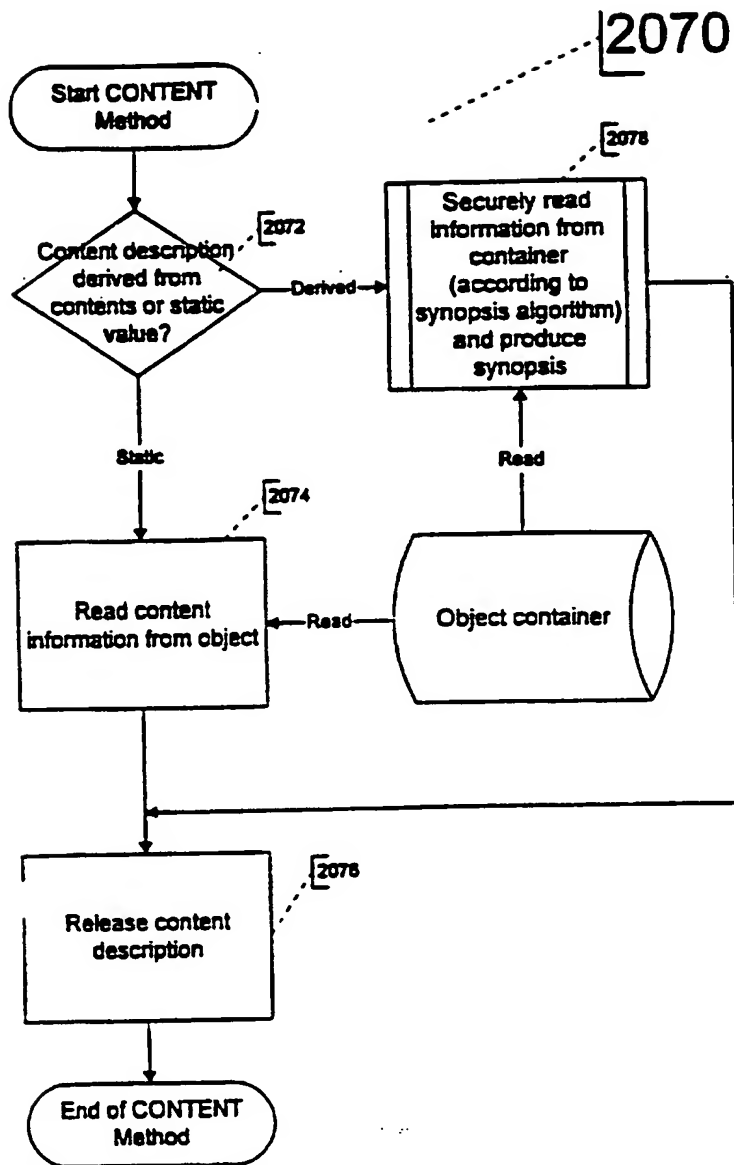 2070
Start CONTENT
Method
2078
Securely read
information from
container
(according to
synopsis algorithm)
and produce
synopsis
2072
Content description
derived from
contents or static
value?
Derived
Static
Read
2074
Read content
information from object
Read
Object container
2076
Release content
description
End of CONTENT
Method